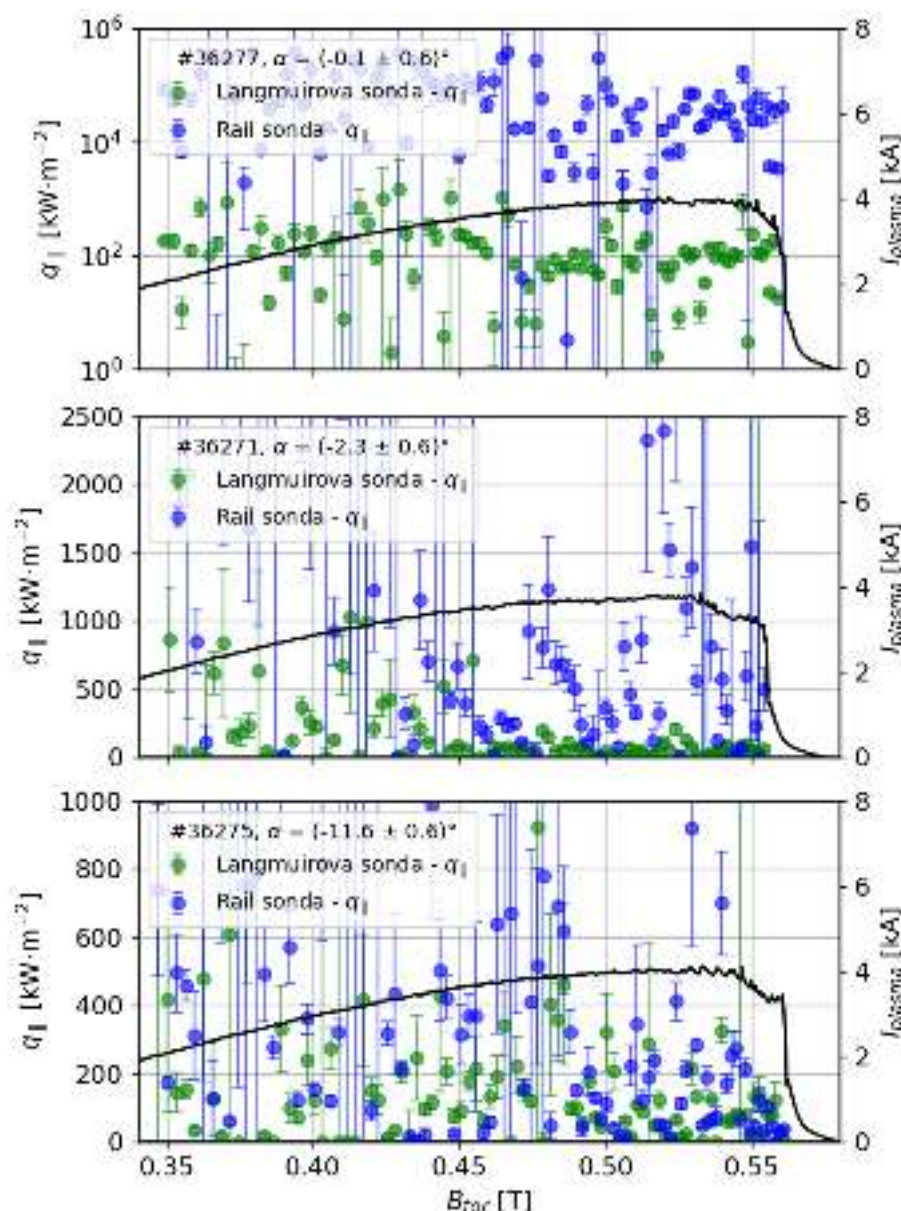 #36277, α = (-0.1 ± 0.6)°
Langmuirova sonda - q∥
Rail sonda - q∥
q∥ [kW·m⁻²]
10⁶
10⁴
10²
10⁰
I_plasma [kA]
8
6
4
2
0
#36271, α = (-2.3 ± 0.6)°
Langmuirova sonda - q∥
Rail sonda - q∥
q∥ [kW·m⁻²]
2500
2000
1500
1000
500
0
I_plasma [kA]
8
6
4
2
0
#36275, α = (-11.6 ± 0.6)°
Langmuirova sonda - q∥
Rail sonda - q∥
q∥ [kW·m⁻²]
1000
800
600
400
200
0
I_plasma [kA]
8
6
4
2
0
0.35 0.40 0.45 0.50 0.55
B_tor [T]